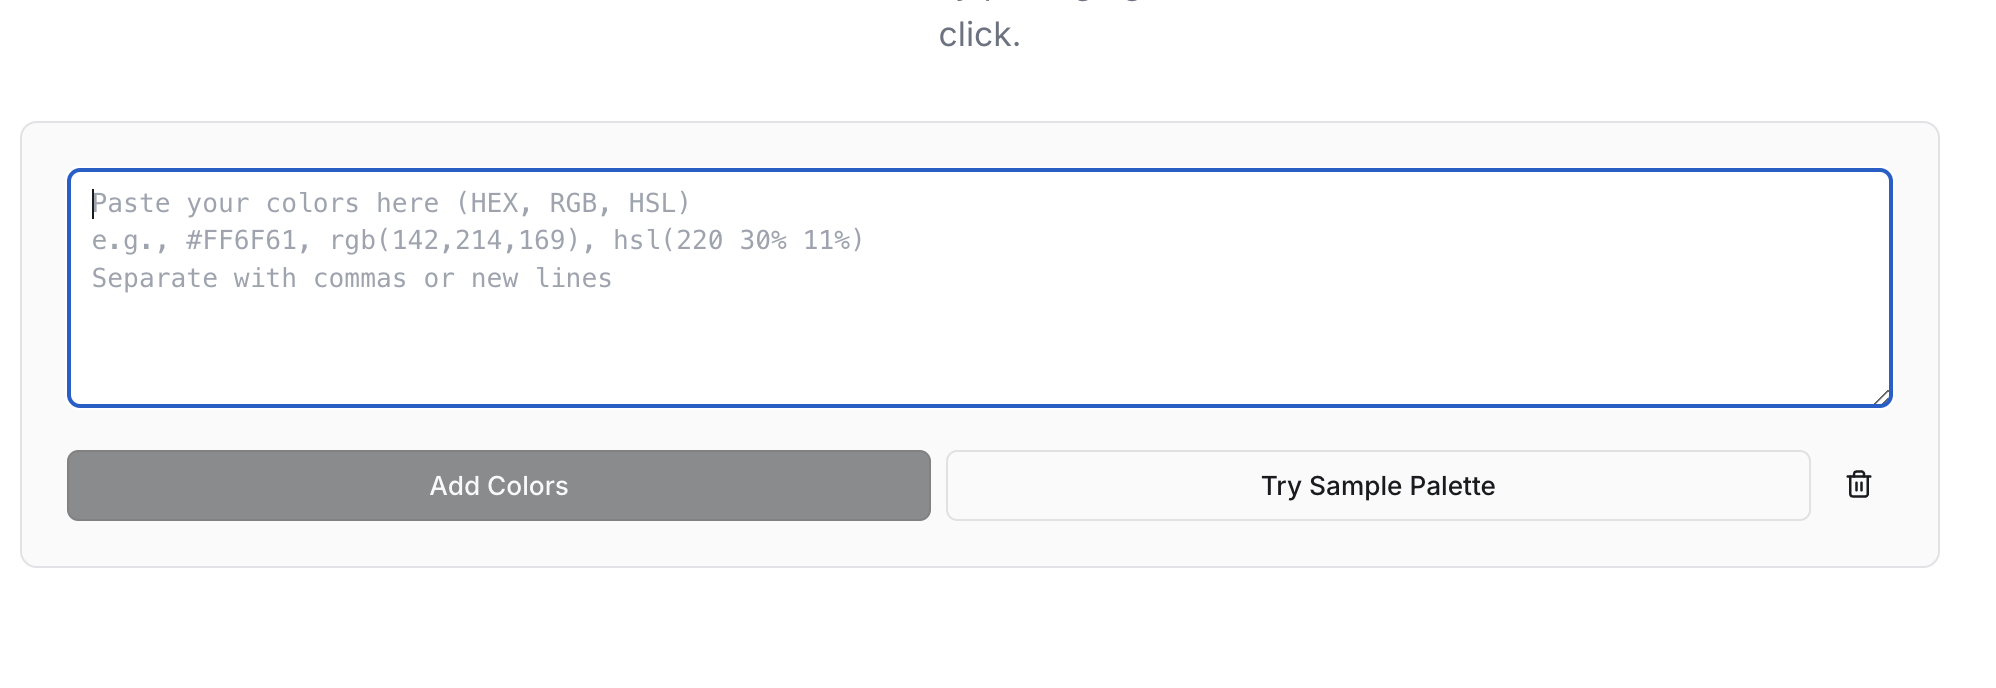 click.
Paste your colors here (HEX, RGB, HSL)
e.g., #FF6F61, rgb(142,214,169), hsl(220 30% 11%)
Separate with commas or new lines
Add Colors
Try Sample Palette